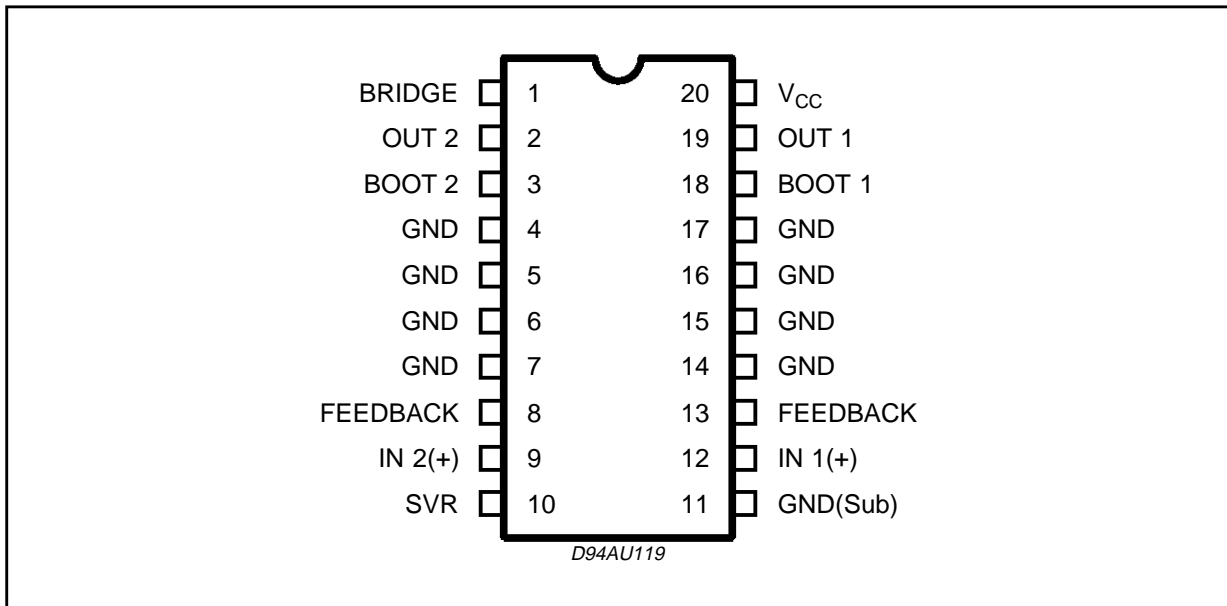 BRIDGE 1 20 VCC
OUT 2 2 19 OUT 1
BOOT 2 3 18 BOOT 1
GND 4 17 GND
GND 5 16 GND
GND 6 15 GND
GND 7 14 GND
FEEDBACK 8 13 FEEDBACK
IN 2(+) 9 12 IN 1(+)
SVR 10 11 GND(Sub)
D94AU119